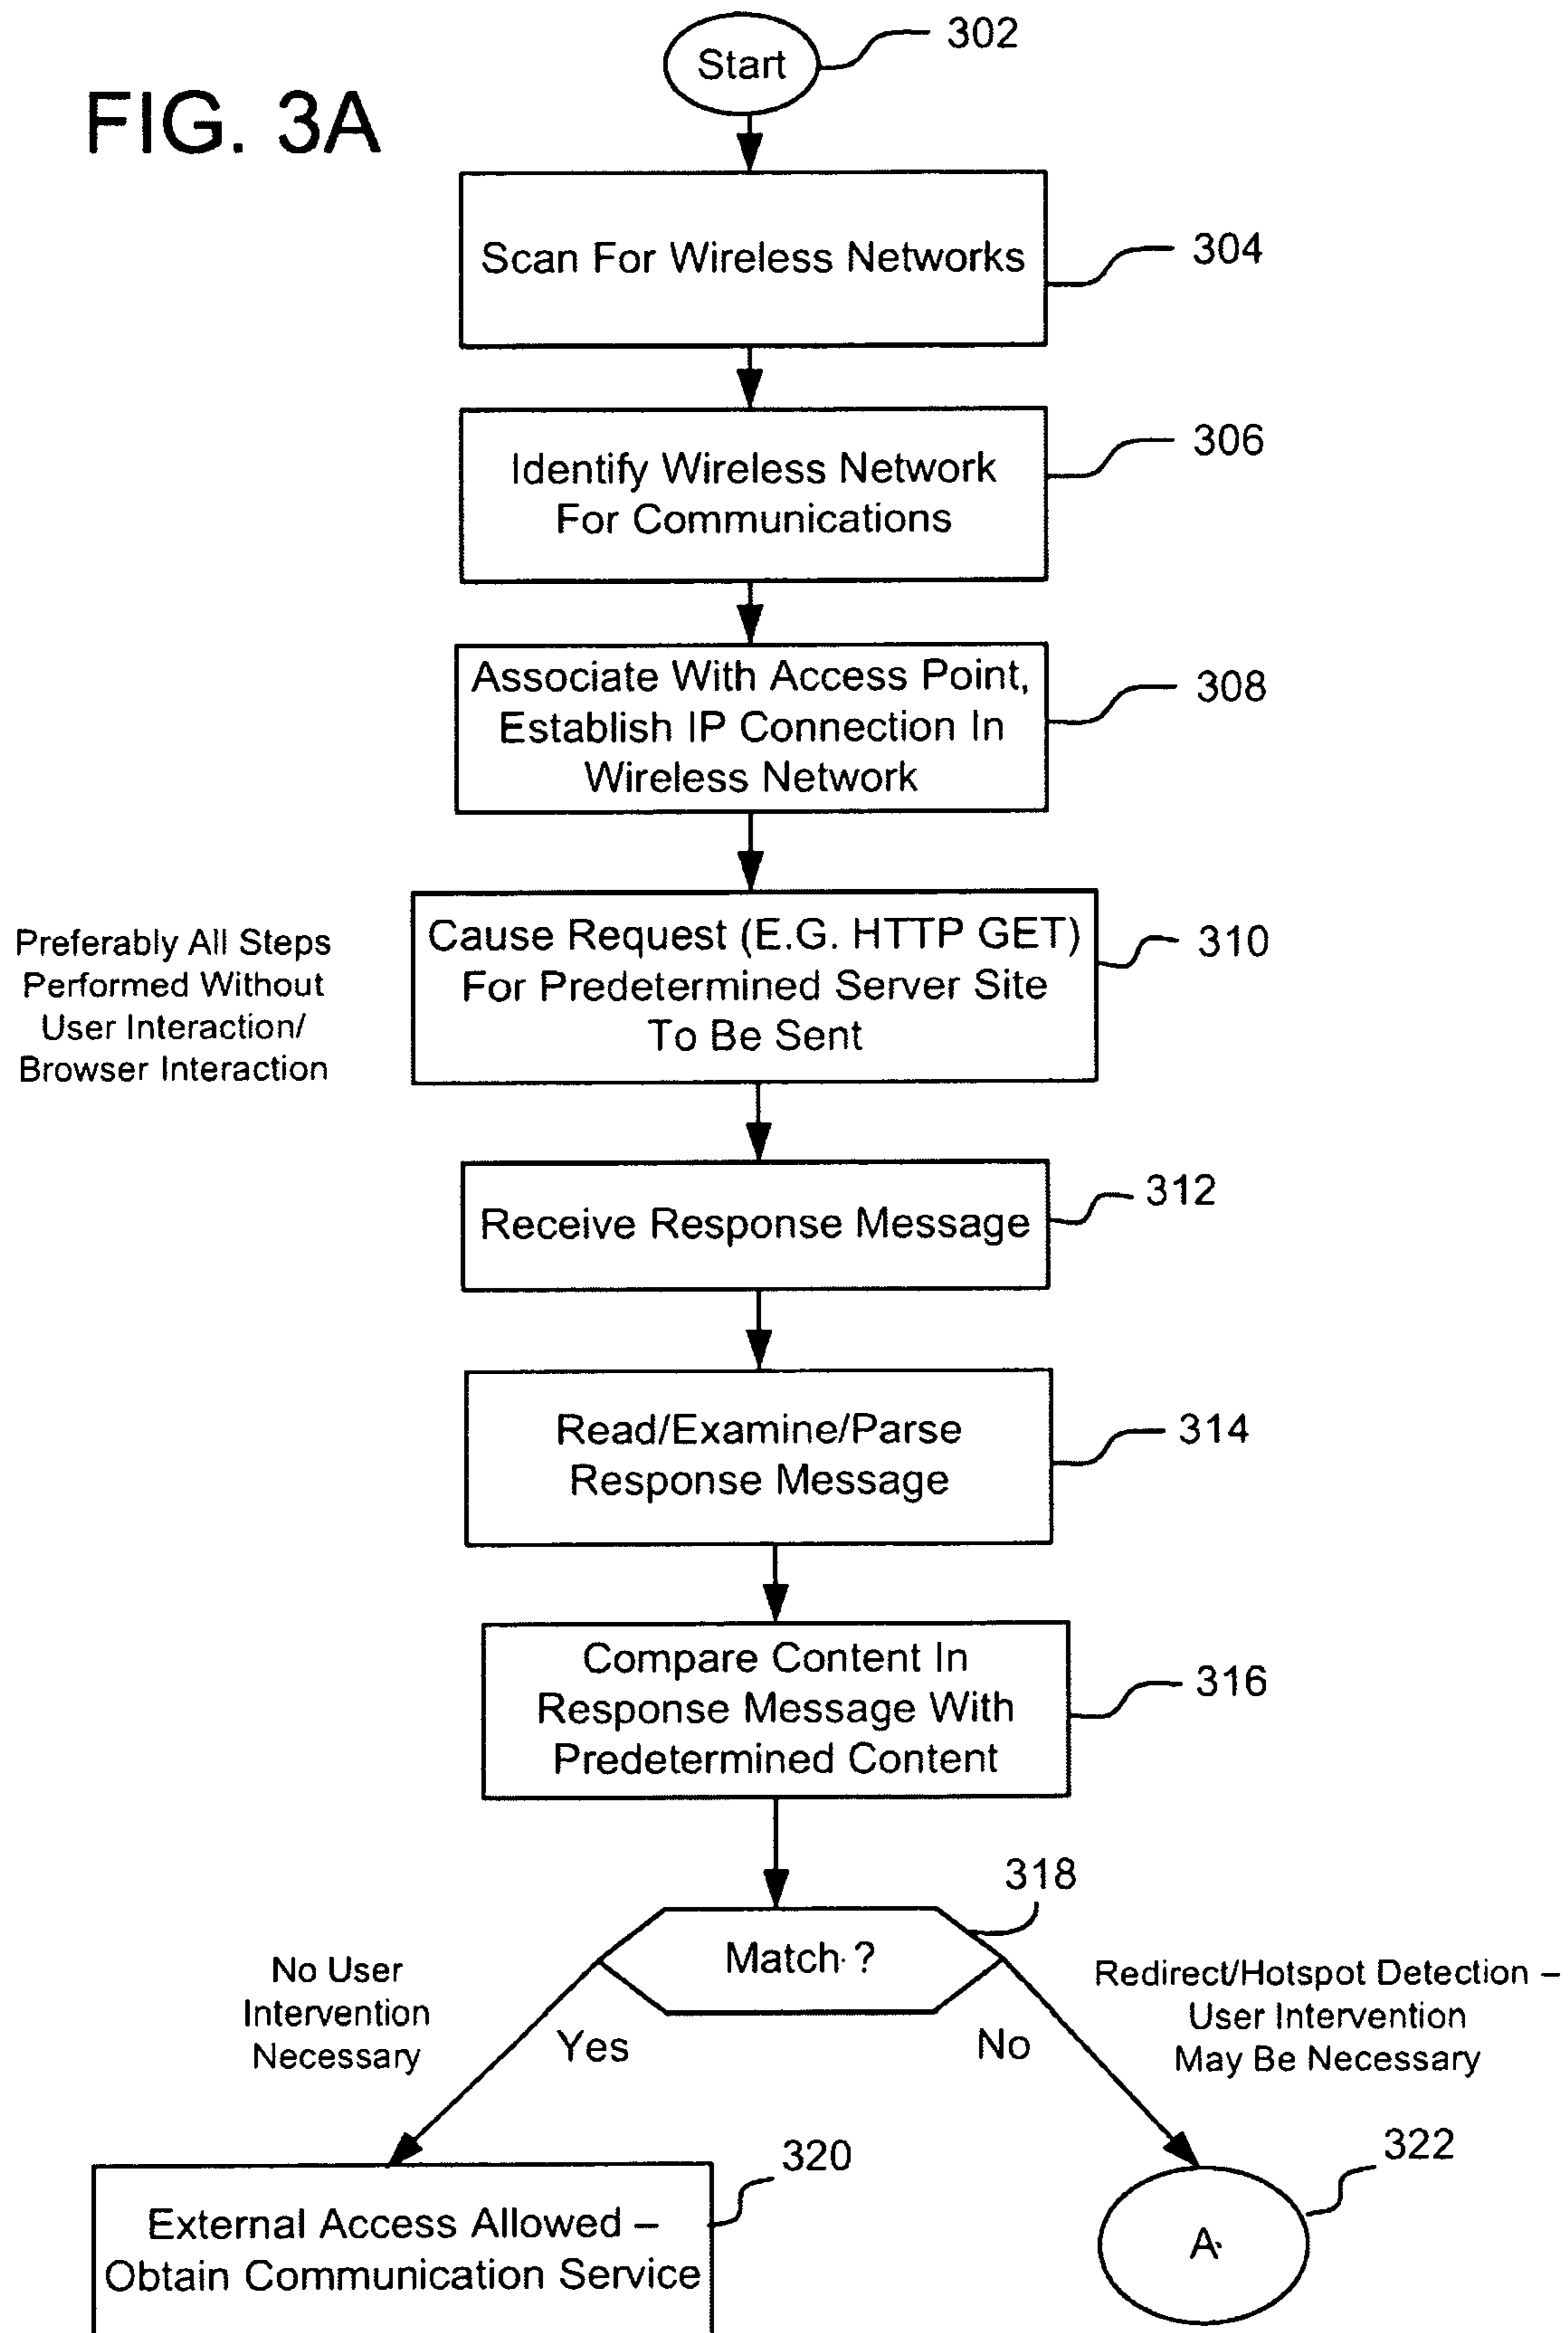 FIG. 3A
Start
302
Scan For Wireless Networks
304
Identify Wireless Network
For Communications
306
Associate With Access Point,
Establish IP Connection In
Wireless Network
308
Preferably All Steps
Performed Without
User Interaction/
Browser Interaction
Cause Request (E.G. HTTP GET)
For Predetermined Server Site
To Be Sent
310
Receive Response Message
312
Read/Examine/Parse
Response Message
314
Compare Content In
Response Message With
Predetermined Content
316
Match ?
318
No User
Intervention
Necessary
Yes
No
Redirect/Hotspot Detection –
User Intervention
May Be Necessary
External Access Allowed –
Obtain Communication Service
320
A
322